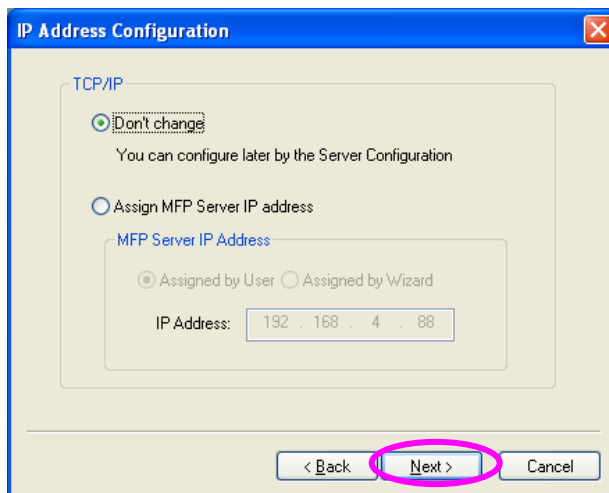 IP Address Configuration
TCP/IP
Don't change
You can configure later by the Server Configuration
Assign MFP Server IP address
MFP Server IP Address
Assigned by User Assigned by Wizard
IP Address: 192 . 168 . 4 . 88
< Back Next > Cancel